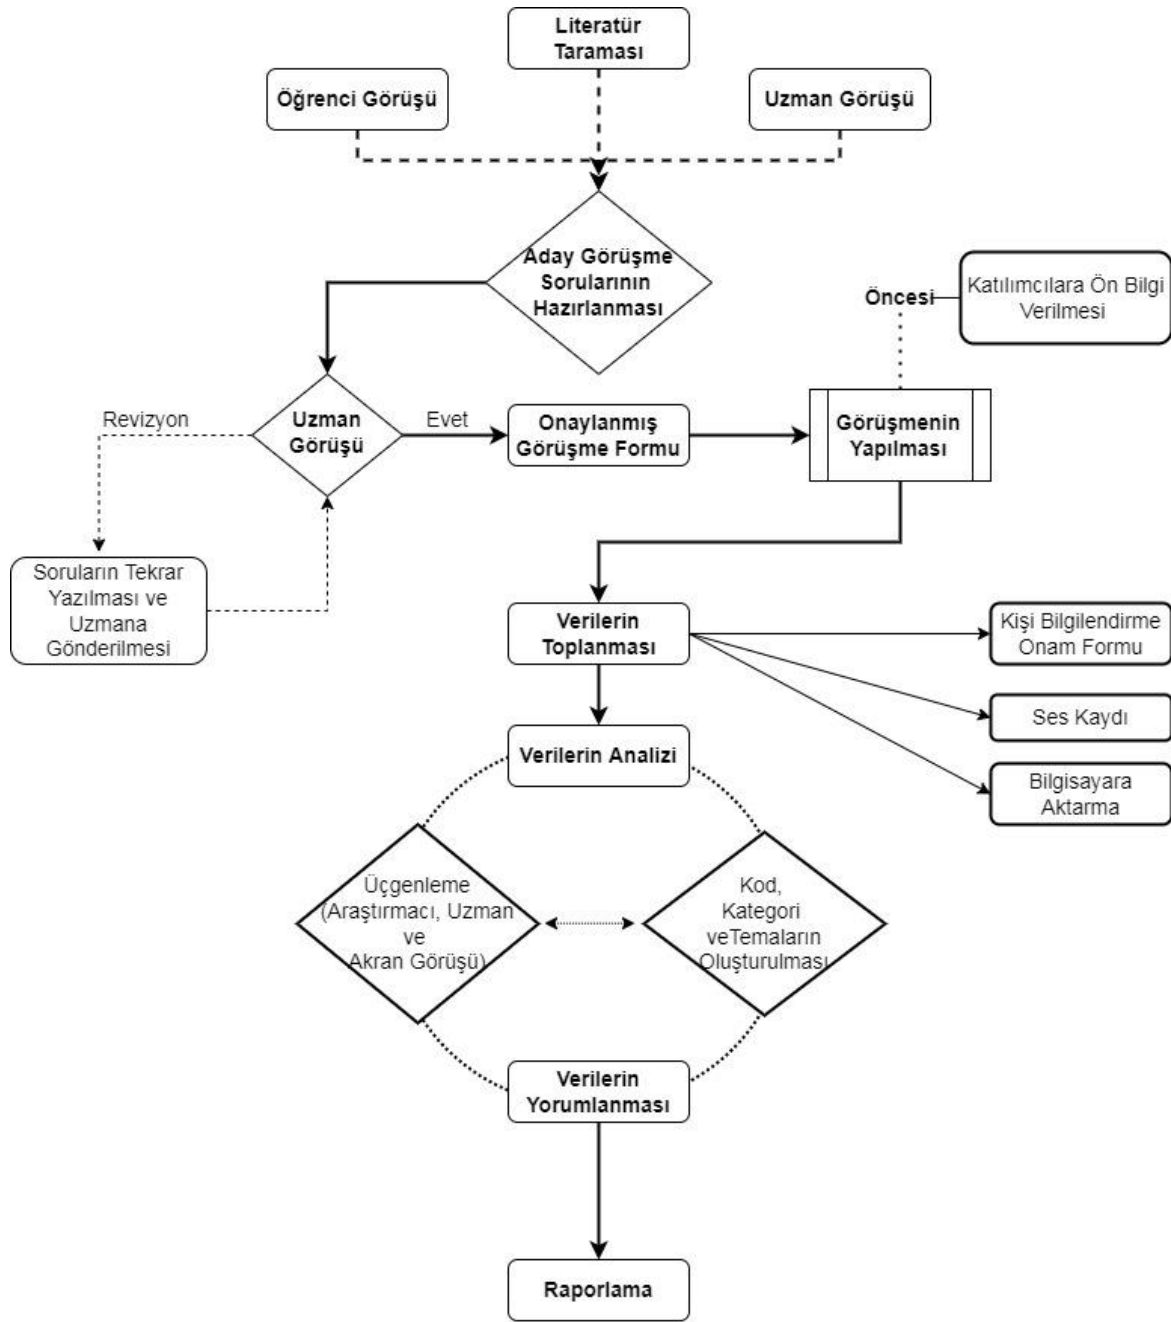 Literatür
Taraması
Öğrenci Görüşü
Uzman Görüşü
Aday Görüşme
Sorularının
Hazırlanması
Öncesi
Katılımcılara Ön Bilgi
Verilmesi
Revizyon
Uzman
Görüşü
Evet
Onaylanmış
Görüşme Formu
Görüşmenin
Yapılması
Soruların Tekrar
Yazılması ve
Uzmana
Gönderilmesi
Verilerin
Toplanması
Kişi Bilgilendirme
Onam Formu
Ses Kaydı
Bilgisayara
Aktarma
Verilerin Analizi
Üçgenleme
(Araştırmacı, Uzman
ve
Akran Görüşü)
Kod,
Kategori
veTemaların
Oluşturulması
Verilerin
Yorumlanması
Raporlama